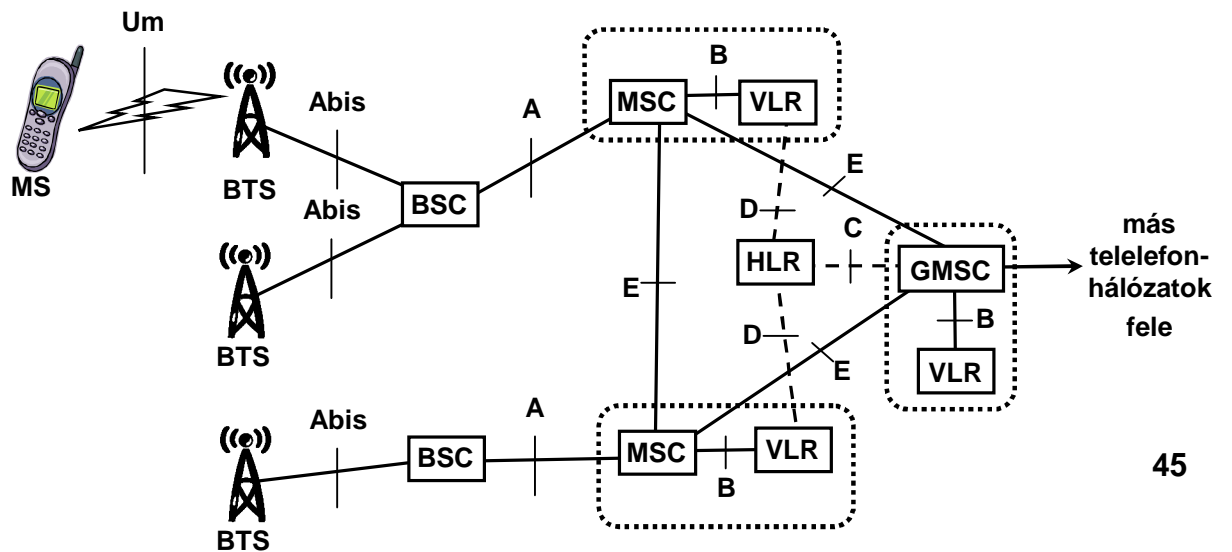 Um
MS
BTS
Abis
Abis
BTS
BSC
A
MSC
B
VLR
E
D
HLR
C
E
GMSC
B
VLR
D
E
más
telelefon-
hálózatok
fele
Abis
BTS
BSC
A
MSC
B
VLR
45